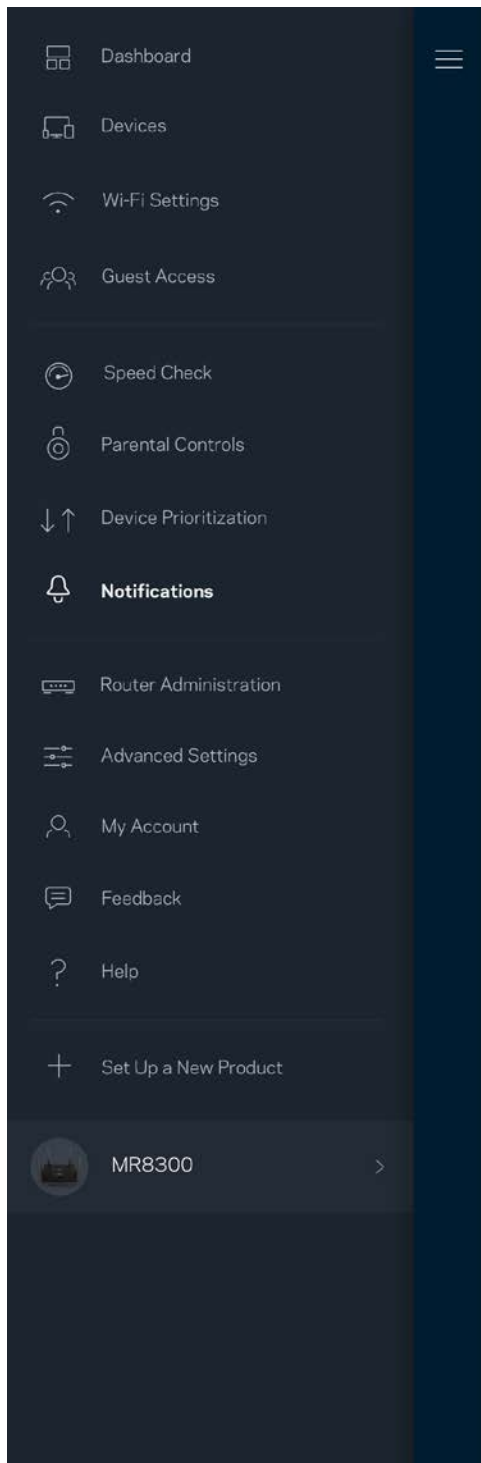 Dashboard
Devices
Wi-Fi Settings
Guest Access
Speed Check
Parental Controls
Device Prioritization
Notifications
Router Administration
Advanced Settings
My Account
Feedback
Help
Set Up a New Product
MR8300